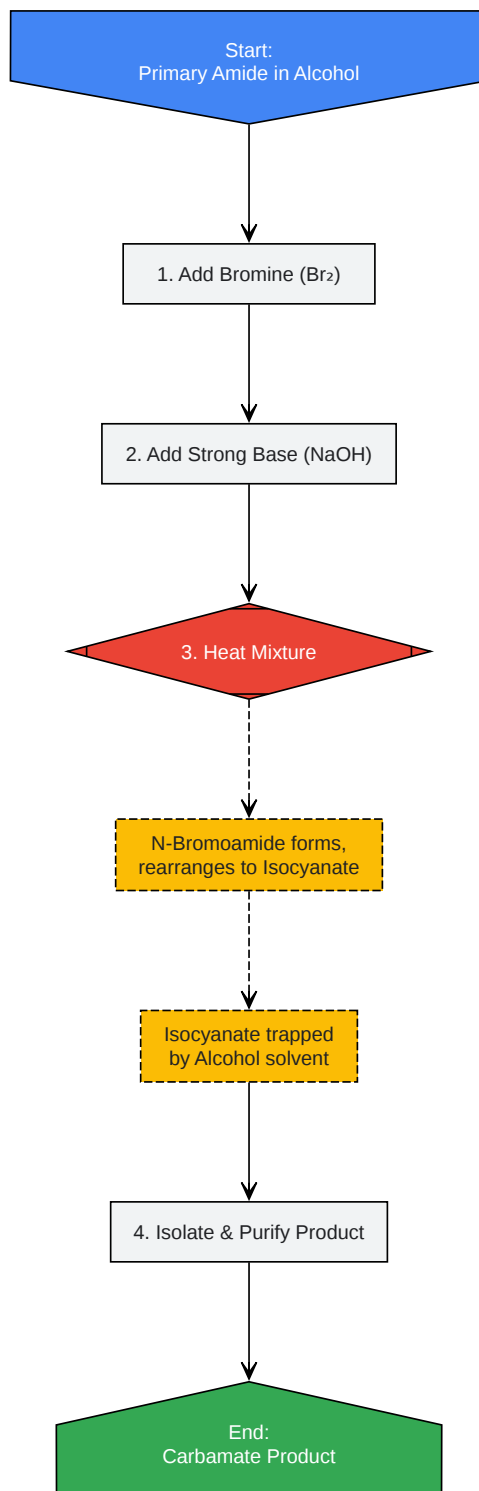 Start:
Primary Amide in Alcohol
1. Add Bromine (Br₂)
2. Add Strong Base (NaOH)
3. Heat Mixture
N-Bromoamide forms,
rearranges to Isocyanate
Isocyanate trapped
by Alcohol solvent
4. Isolate & Purify Product
End:
Carbamate Product